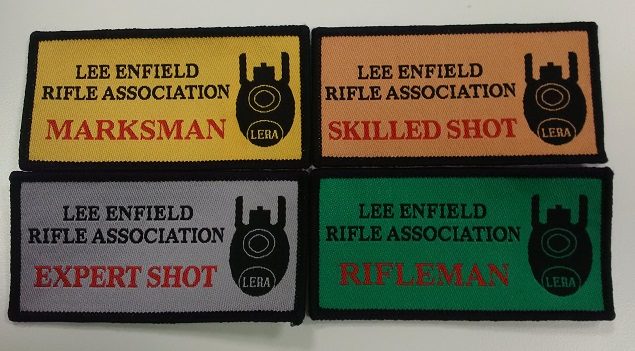 LEE ENFIELD
RIFLE ASSOCIATION
MARKSMAN
LERA
LEE ENFIELD
RIFLE ASSOCIATION
SKILLED SHOT
LERA
LEE ENFIELD
RIFLE ASSOCIATION
EXPERT SHOT
LERA
LEE ENFIELD
RIFLE ASSOCIATION
RIFLEMAN
LERA